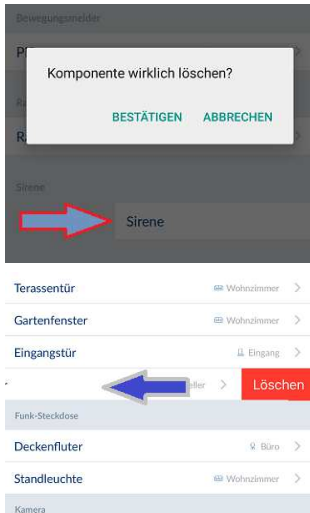 Bewegungsmelder
Komponente wirklich löschen?
BESTÄTIGEN ABBRECHEN
Sirene
Sirene
Terassentür Wohnzimmer
Gartenfenster Wohnzimmer
Eingangstür Eingang
Löschen
Funk-Steckdose
Deckenfluter Büro
Standleuchte Wohnzimmer
Kamera